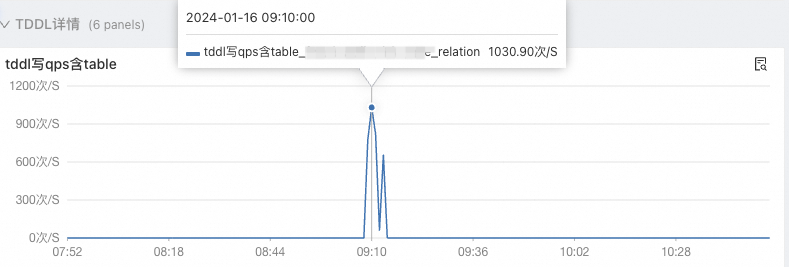 2024-01-16 09:10:00
TDDL详情 (6 panels)
tddl写qps含table_ _relation 1030.90次/S
tddl写qps含table
1200次/S
900次/S
600次/S
300次/S
0次/S
07:52 08:18 08:44 09:10 09:36 10:02 10:28